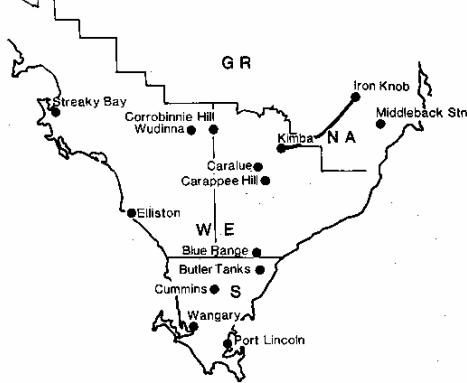 G R
Iron Knob
Streaky Bay
Middleback Stn
Corrobinnie Hill
Wudinna
Kimba
N A
Caralue
Carappee Hill
Elliston
W E
Blue Range
Butler Tanks
Cummins
S
Wangary
Port Lincoln